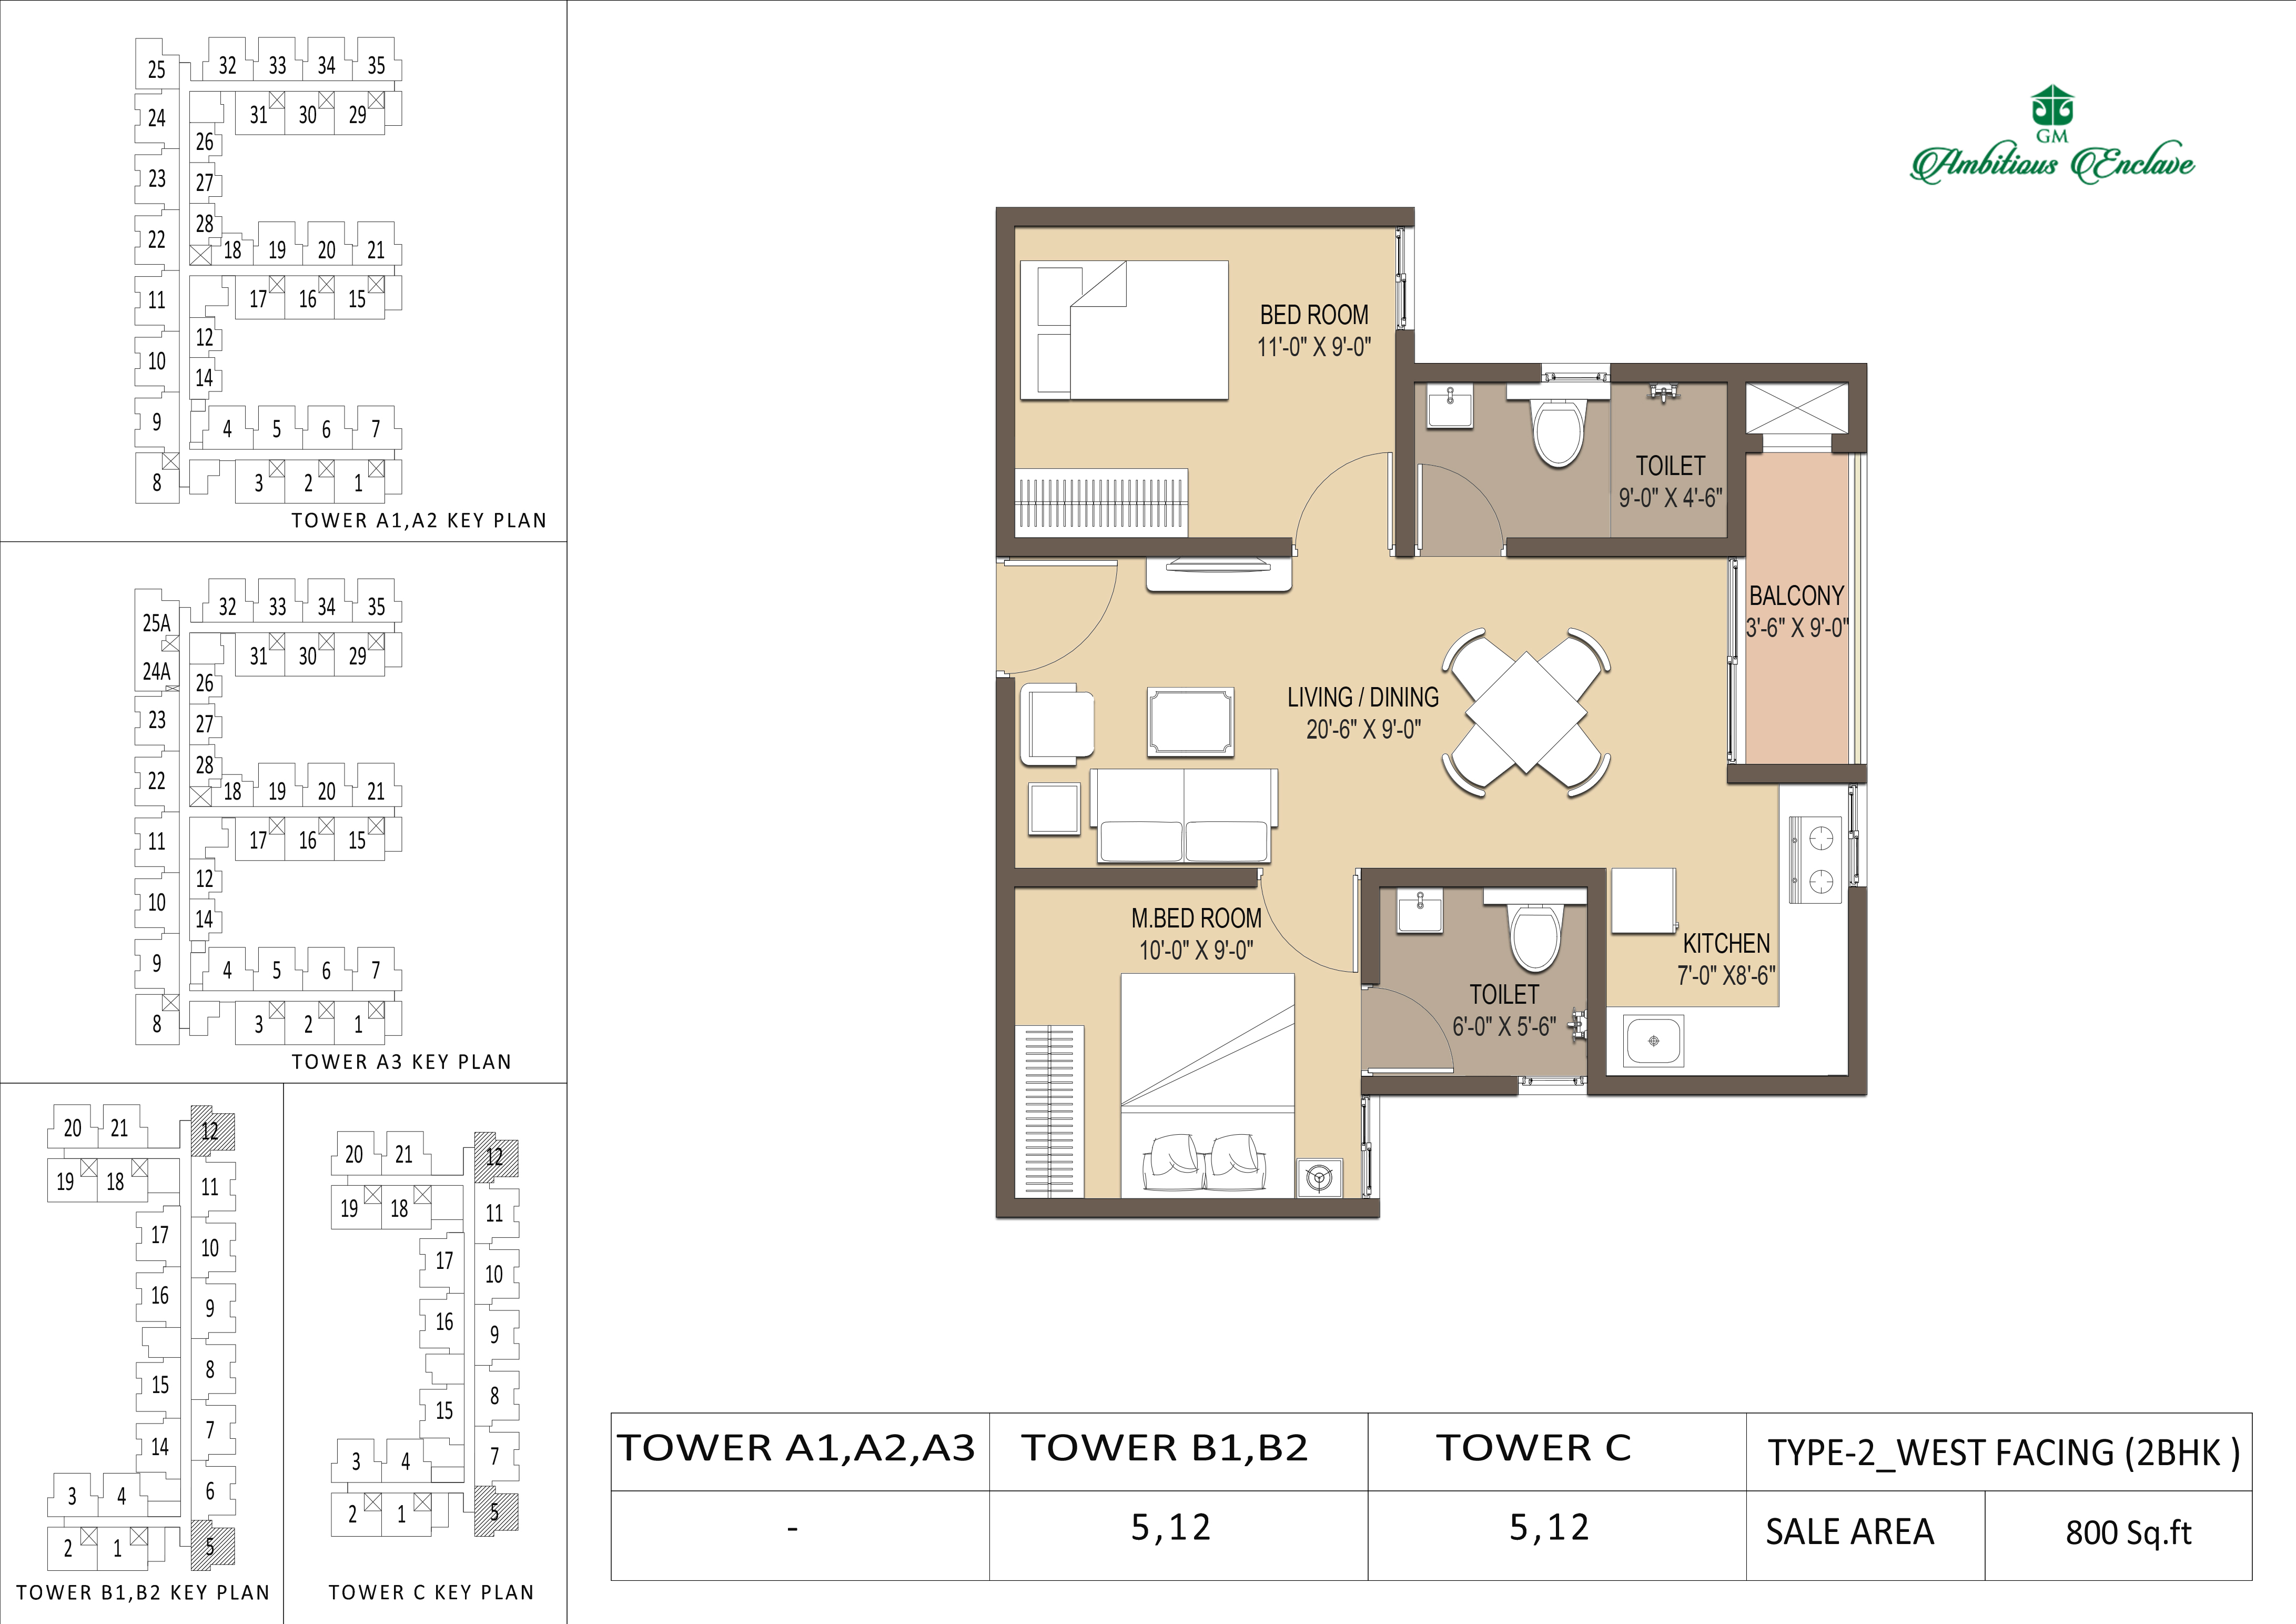 25
32 33 34 35
24
31 30 29
26
23
27
28
22
18 19 20 21
11
17 16 15
12
10
14
9
4 5 6 7
8
3 2 1
TOWER A1,A2 KEY PLAN
32 33 34 35
25A
31 30 29
24A
26
23
27
28
22
18 19 20 21
11
17 16 15
12
10
14
9
4 5 6 7
8
3 2 1
TOWER A3 KEY PLAN
20 21 12
19 18 11
17
10
16
9
8
15
7
14
6
3 4
2 1 5
TOWER B1,B2 KEY PLAN
20 21 12
19 18 11
17
10
16
9
8
15
7
3 4
2 1 5
TOWER C KEY PLAN
GM
Ambitious Enclave
BED ROOM
11'-0" X 9'-0"
TOILET
9'-0" X 4'-6"
BALCONY
3'-6" X 9'-0"
LIVING / DINING
20'-6" X 9'-0"
M.BED ROOM
10'-0" X 9'-0"
KITCHEN
7'-0" X8'-6"
TOILET
6'-0" X 5'-6"
TOWER A1,A2,A3 TOWER B1,B2 TOWER C TYPE-2_WEST FACING (2BHK )
- 5,12 5,12 SALE AREA 800 Sq.ft